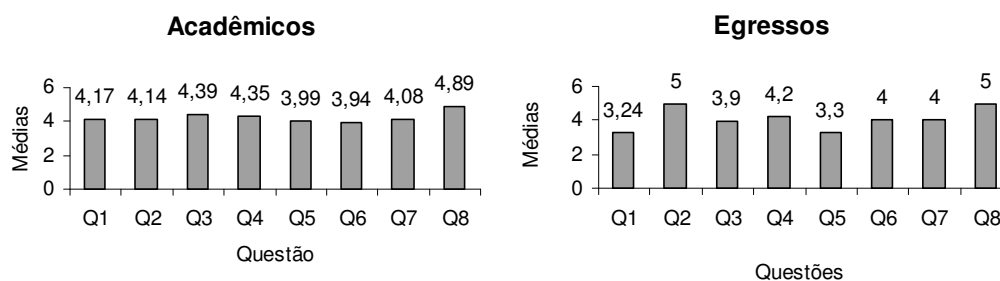 Acadêmicos
6
4
2
0
Médias
4,17 4,14 4,39 4,35 3,99 3,94 4,08 4,89
Q1 Q2 Q3 Q4 Q5 Q6 Q7 Q8
Questão
Egressos
6
4
2
0
Médias
3,24 5 3,9 4,2 3,3 4 4 5
Q1 Q2 Q3 Q4 Q5 Q6 Q7 Q8
Questões